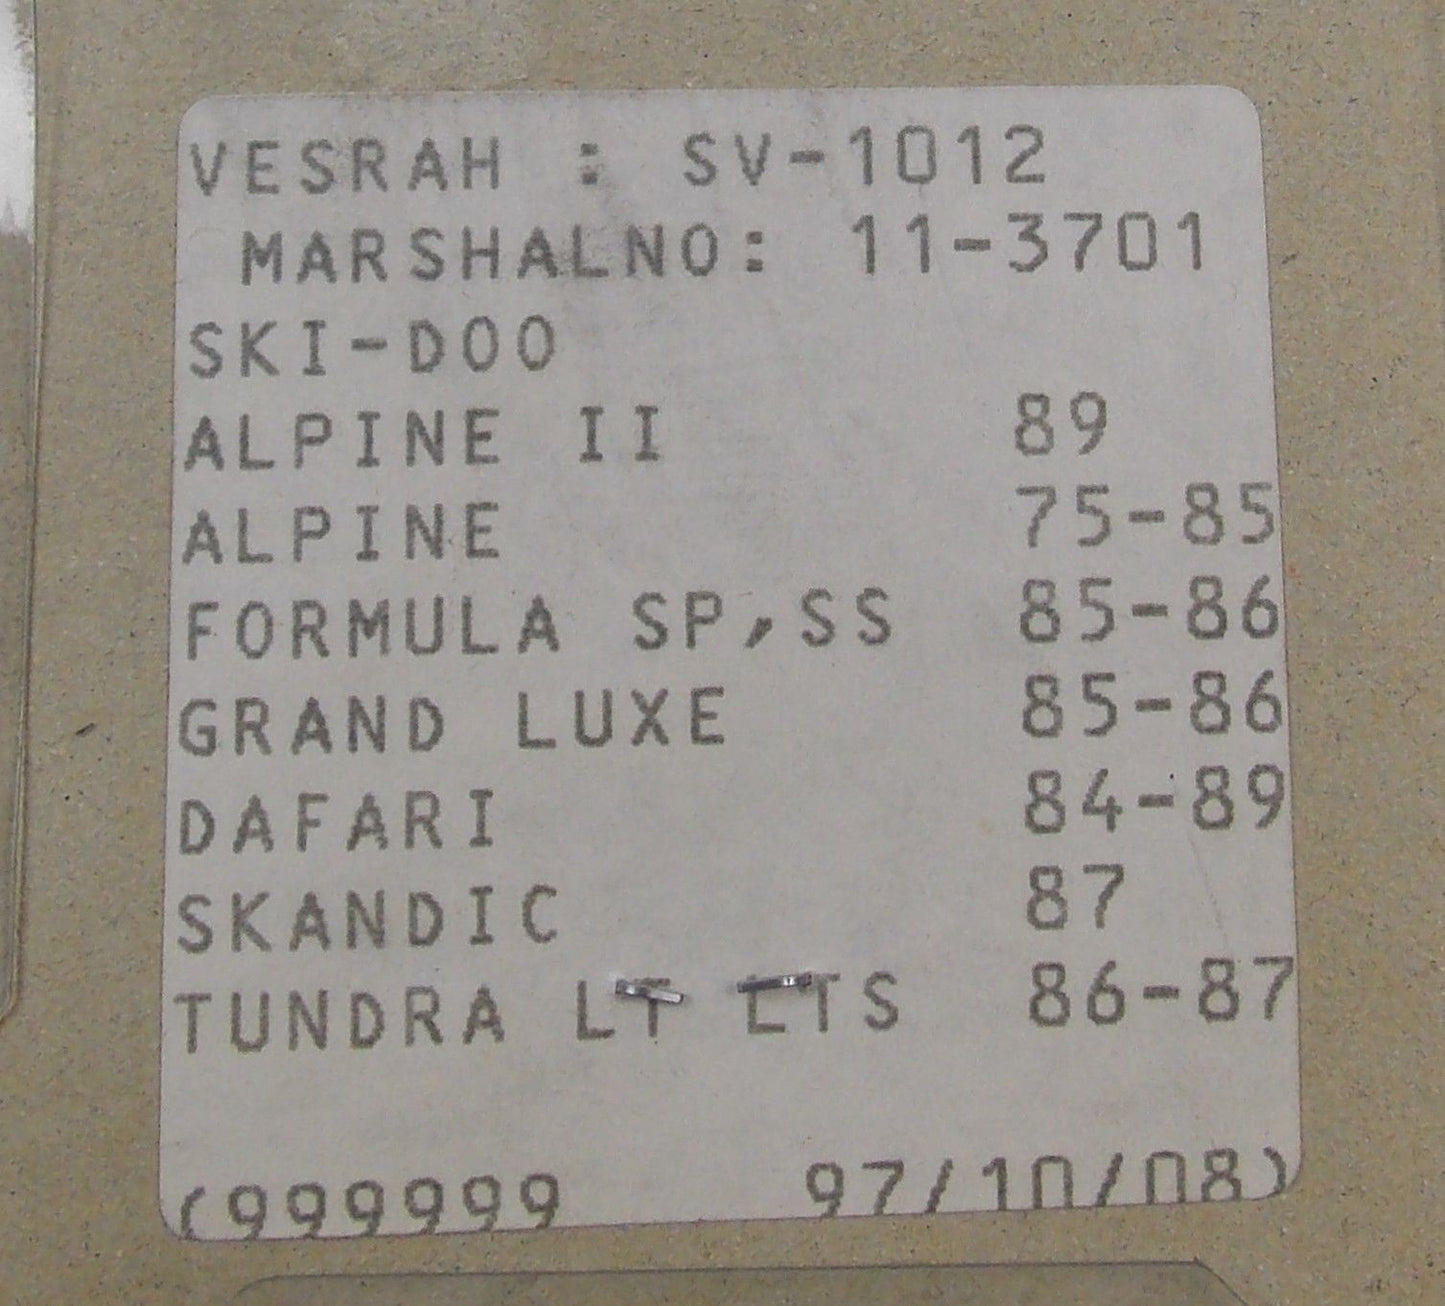 VESRAH : SV-1012
MARSHALNO: 11-3701
SKI-DOO
ALPINE II 89
ALPINE 75-85
FORMULA SP,SS 85-86
GRAND LUXE 85-86
DAFARI 84-89
SKANDIC 87
TUNDRA LT LTS 86-87
(999999 97/10/08)